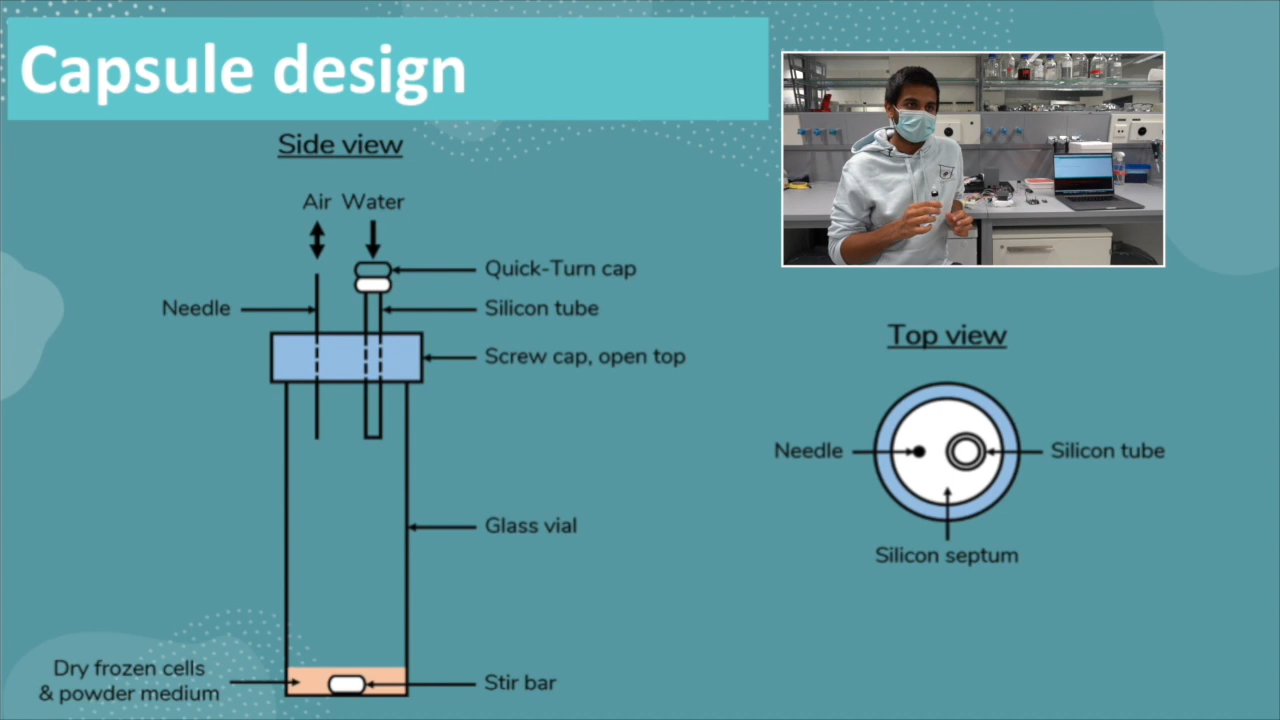 Capsule design
Side view
Air Water
Quick-Turn cap
Needle
Silicon tube
Screw cap, open top
Glass vial
Dry frozen cells
& powder medium
Stir bar
Top view
Needle
Silicon tube
Silicon septum